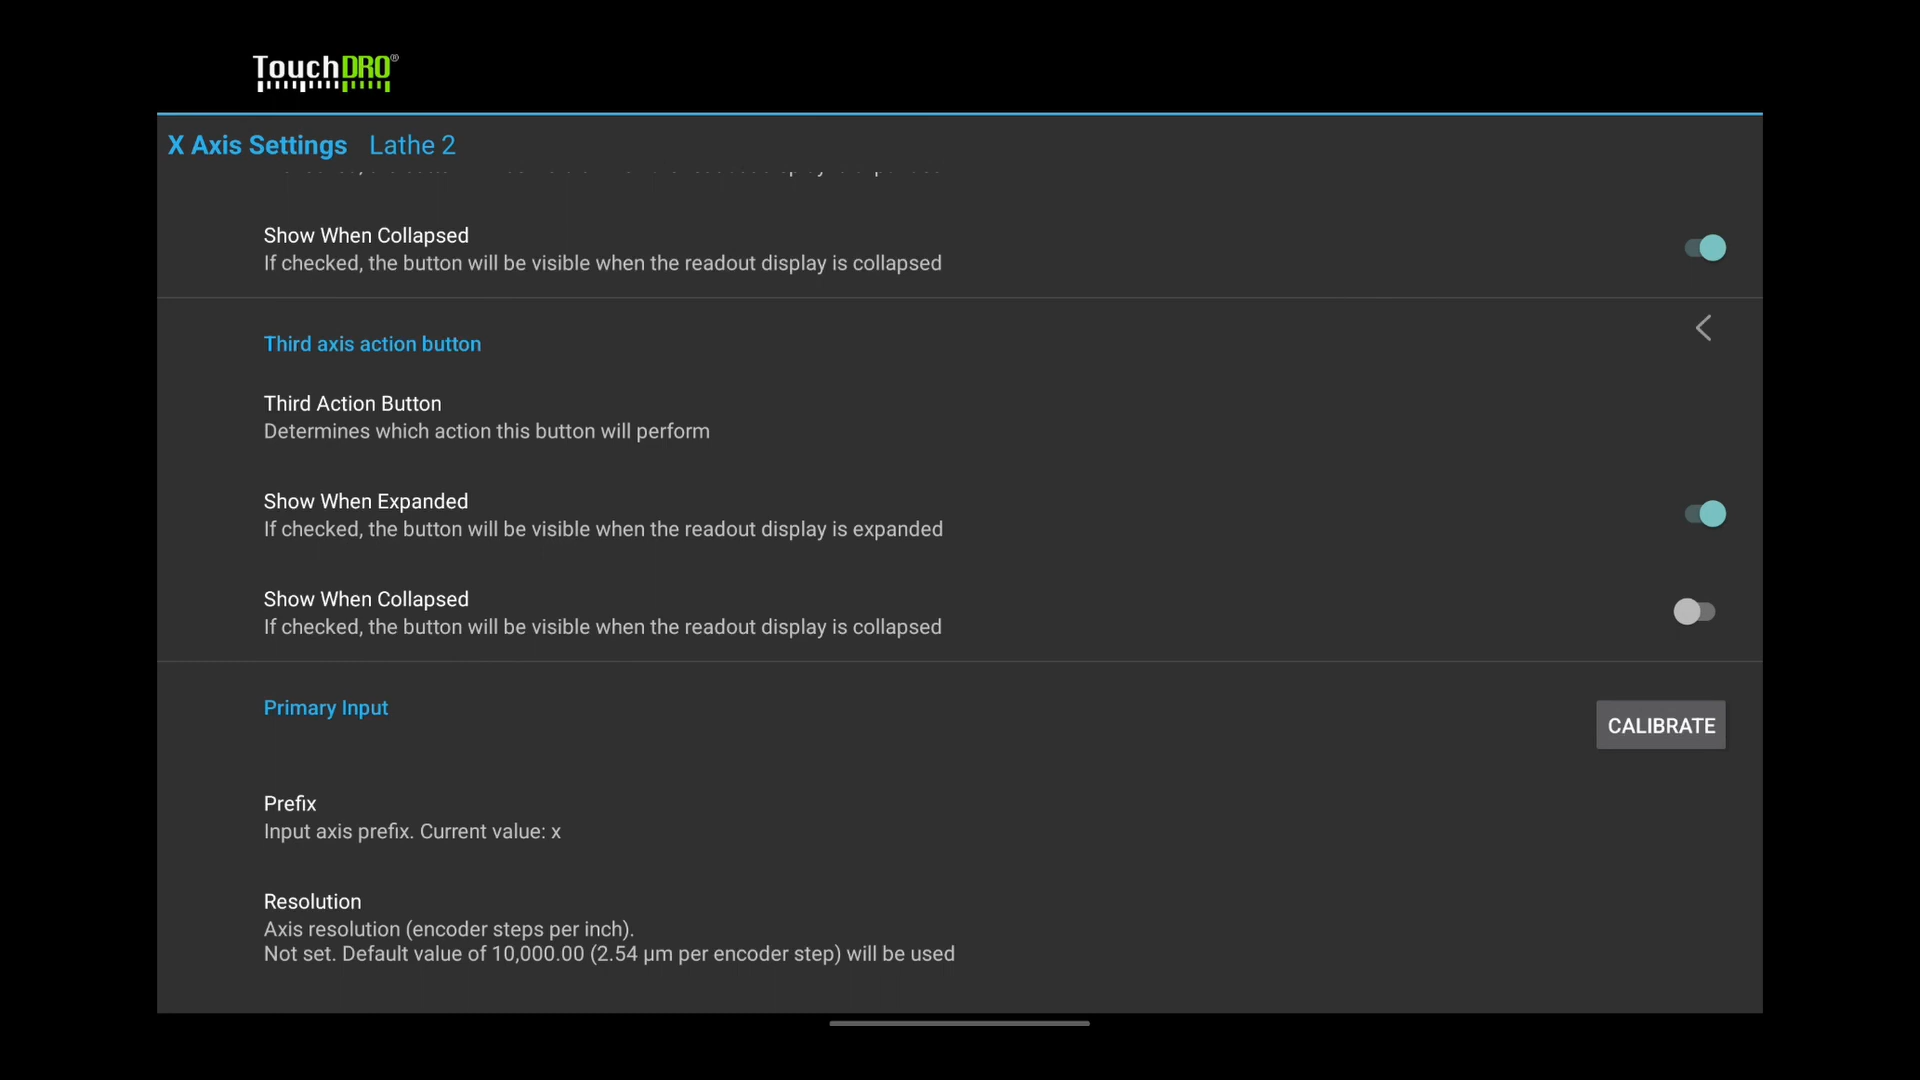 TouchDRO®
X Axis Settings Lathe 2
Show When Collapsed
If checked, the button will be visible when the readout display is collapsed
Third axis action button
Third Action Button
Determines which action this button will perform
Show When Expanded
If checked, the button will be visible when the readout display is expanded
Show When Collapsed
If checked, the button will be visible when the readout display is collapsed
Primary Input
CALIBRATE
Prefix
Input axis prefix. Current value: x
Resolution
Axis resolution (encoder steps per inch).
Not set. Default value of 10,000.00 (2.54 µm per encoder step) will be used